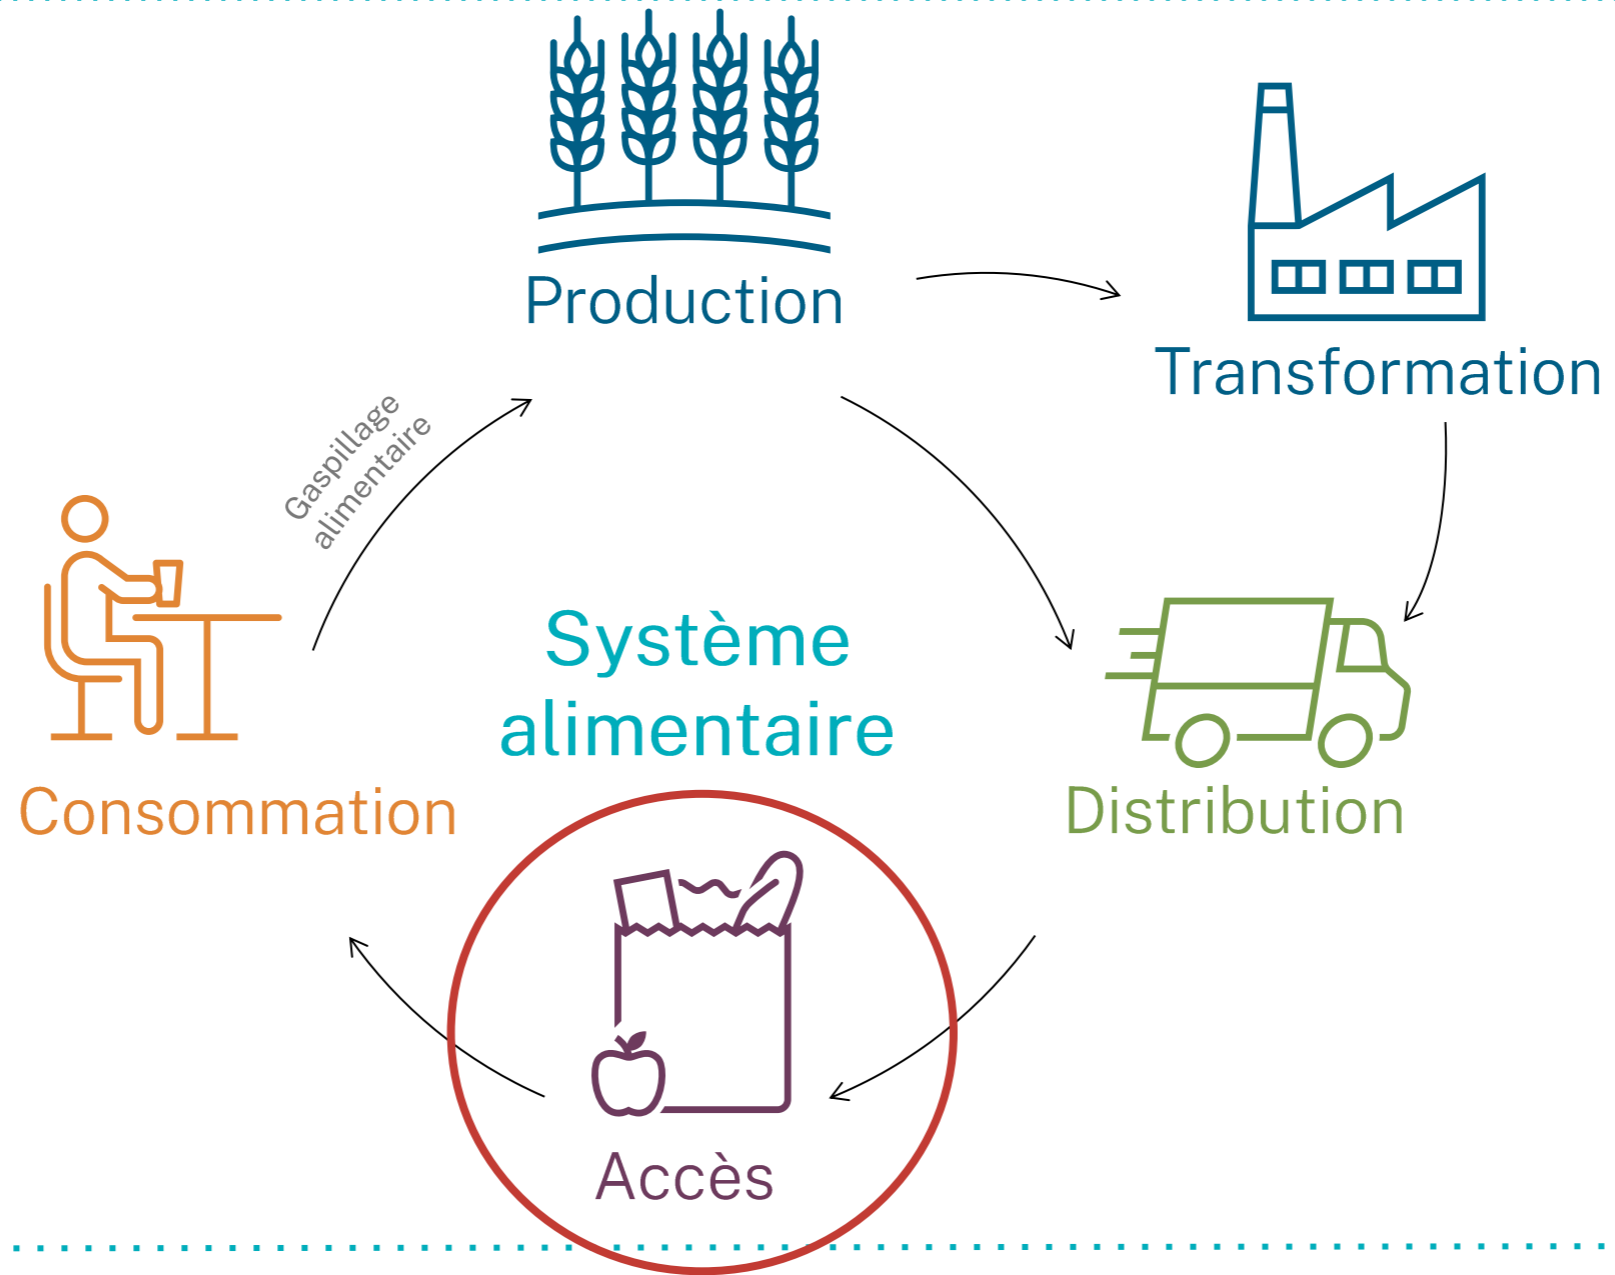 Production
Transformation
Gaspillage
alimentaire
Système
alimentaire
Consommation
Distribution
Accès